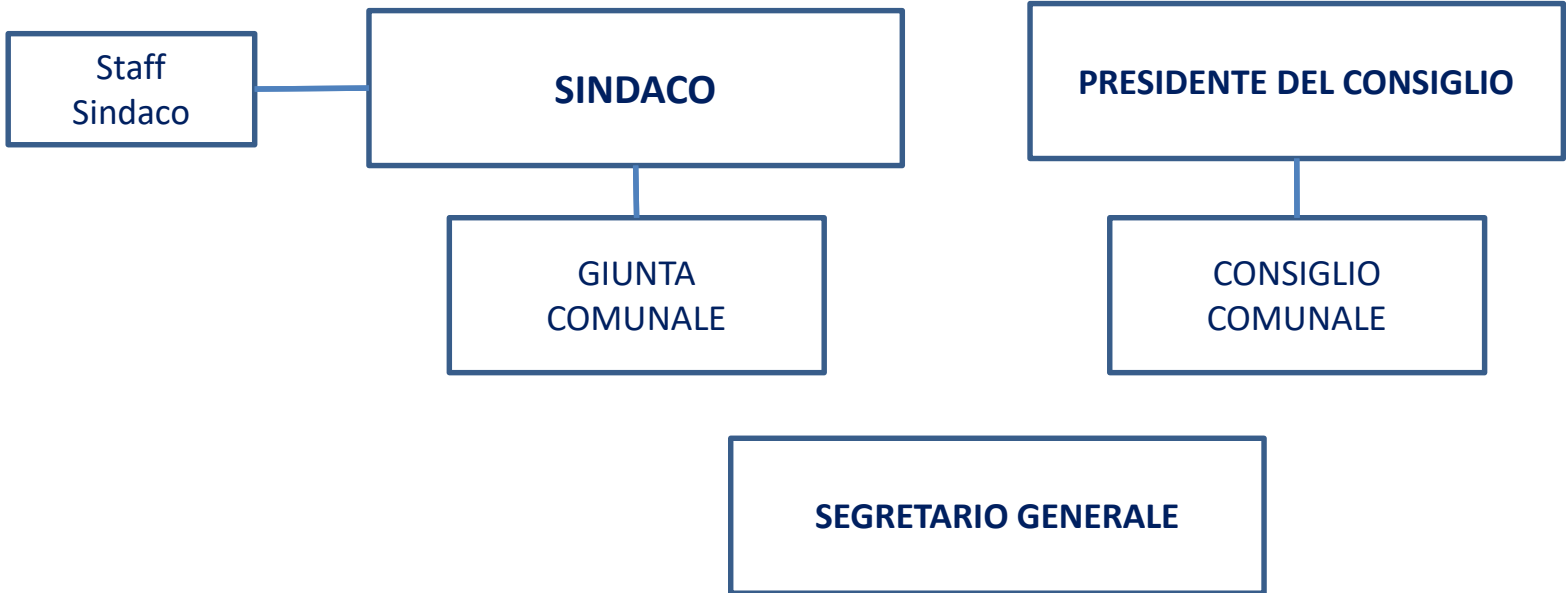 Staff
Sindaco
SINDACO
PRESIDENTE DEL CONSIGLIO
GIUNTA
COMUNALE
CONSIGLIO
COMUNALE
SEGRETARIO GENERALE